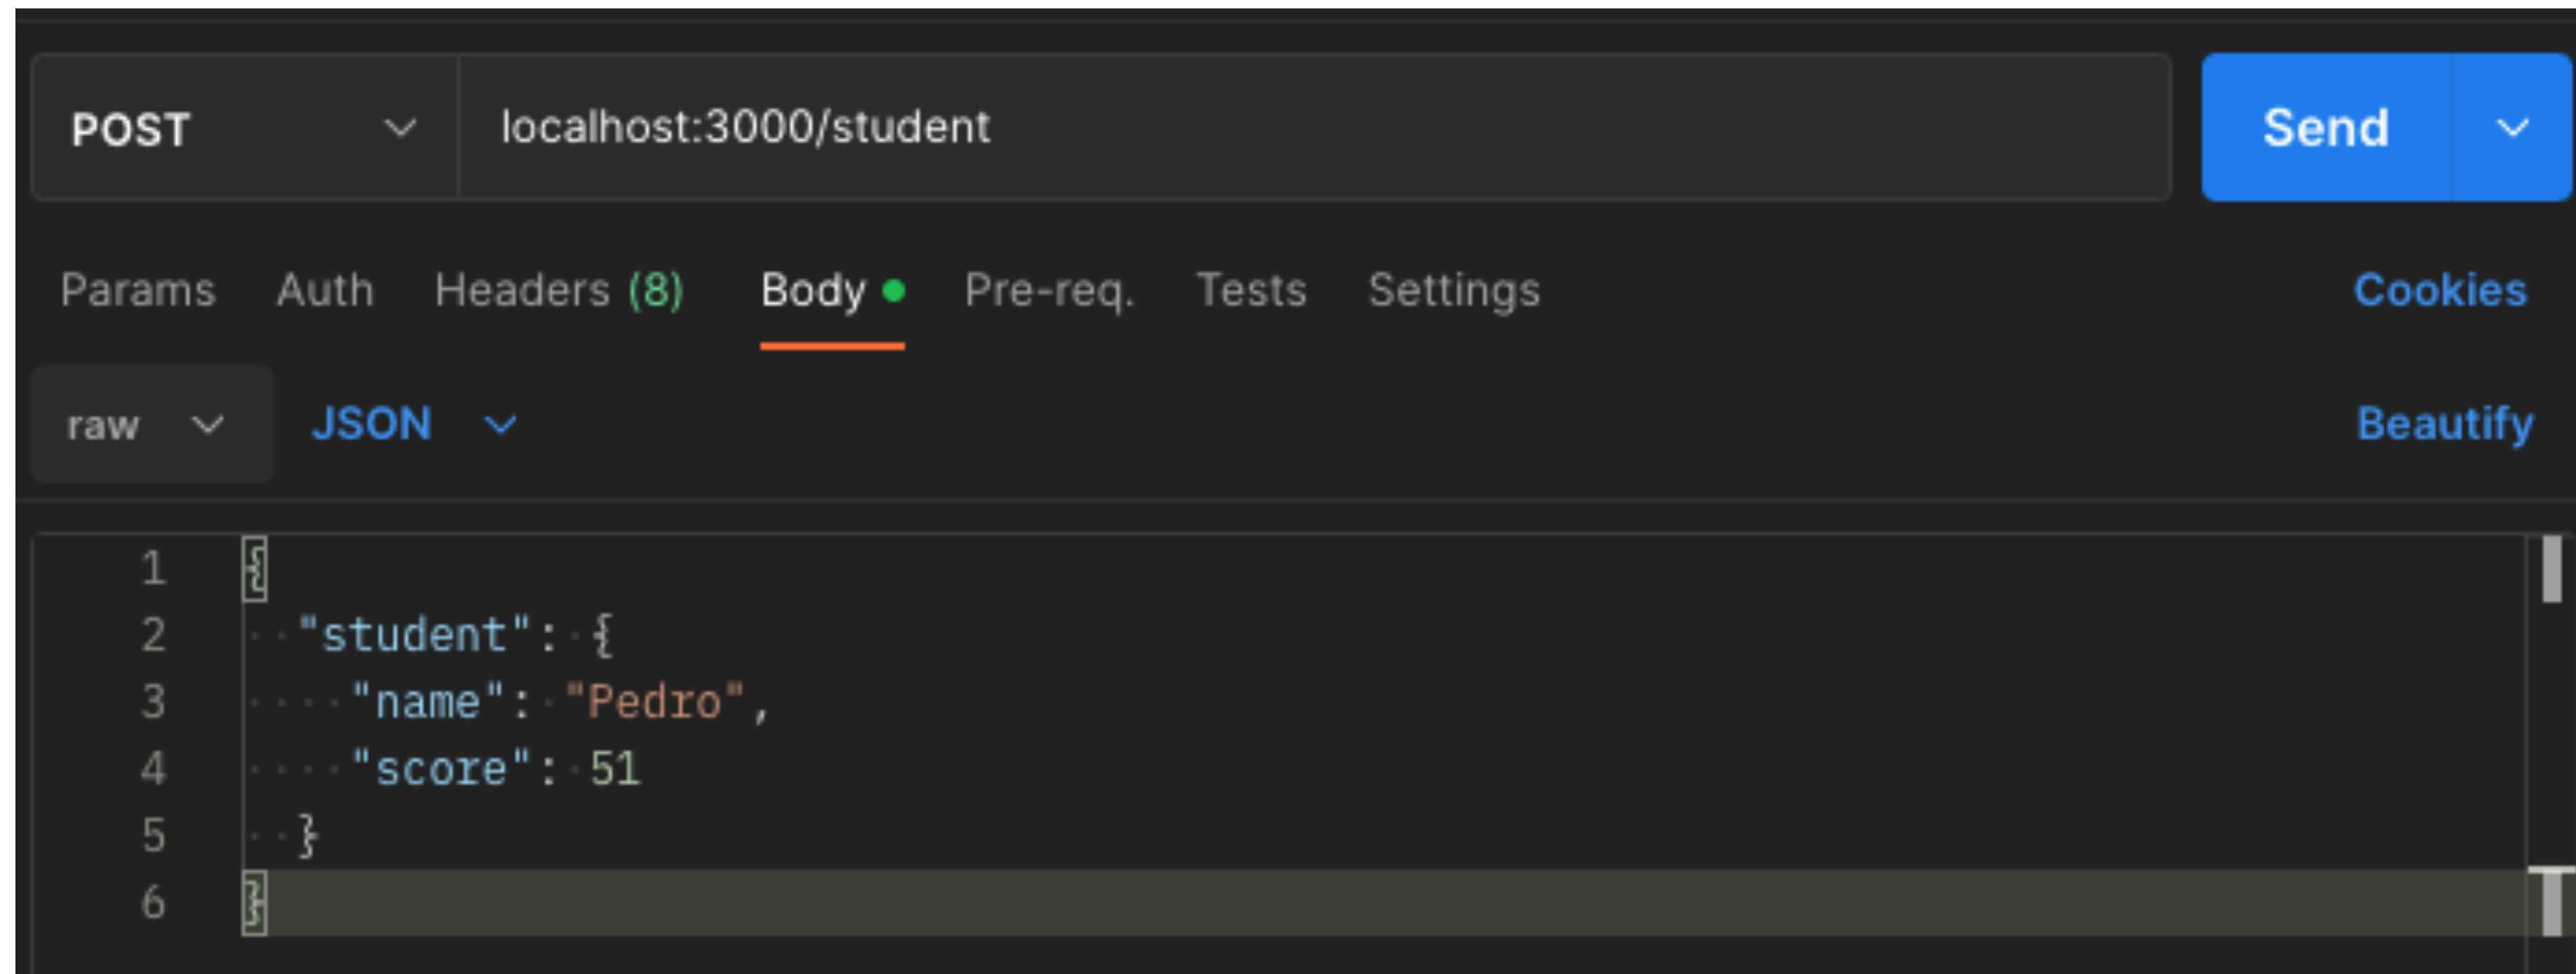 POST localhost:3000/student Send
Params Auth Headers (8) Body Pre-req. Tests Settings Cookies
raw JSON Beautify
1 {
2 "student": {
3 "name": "Pedro",
4 "score": 51
5 }
6 }